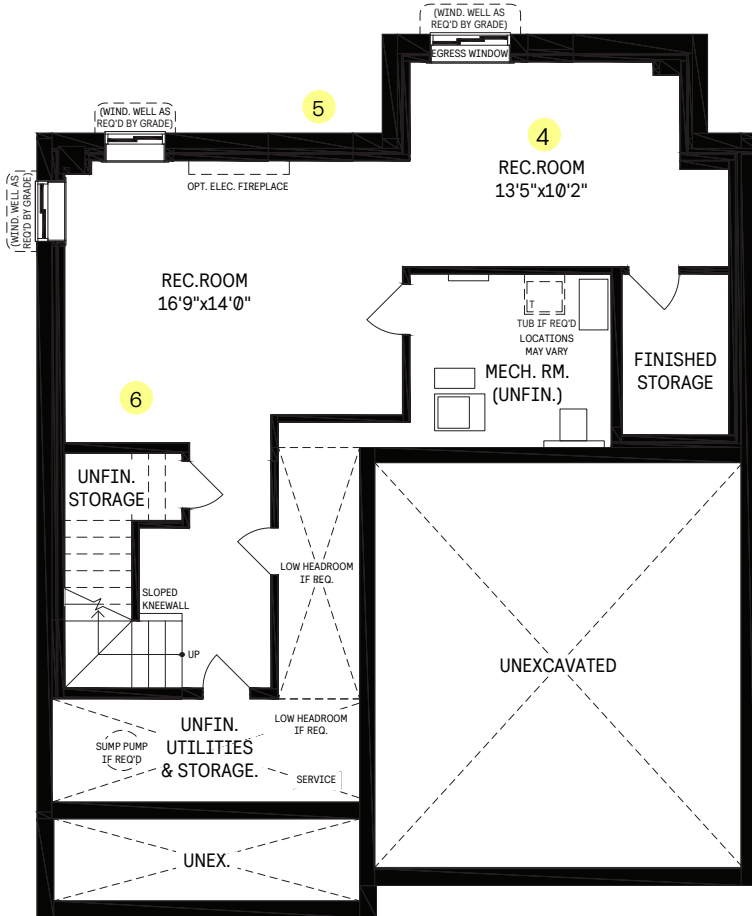 (WIND. WELL AS
REQ'D BY GRADE)
EGRESS WINDOW
5
4
(WIND. WELL AS
REQ'D BY GRADE)
REC.ROOM
13'5"x10'2"
(WIND. WELL AS
REQ'D BY GRADE)
OPT. ELEC. FIREPLACE
REC.ROOM
16'9"x14'0"
T
TUB IF REQ'D
LOCATIONS
MAY VARY
MECH. RM.
(UNFIN.)
FINISHED
STORAGE
6
UNFIN.
STORAGE
LOW HEADROOM
IF REQ.
SLOPED
KNEEWALL
UP
UNEXCAVATED
UNFIN.
UTILITIES
& STORAGE.
LOW HEADROOM
IF REQ.
SUMP PUMP
IF REQ'D
SERVICE
UNEX.